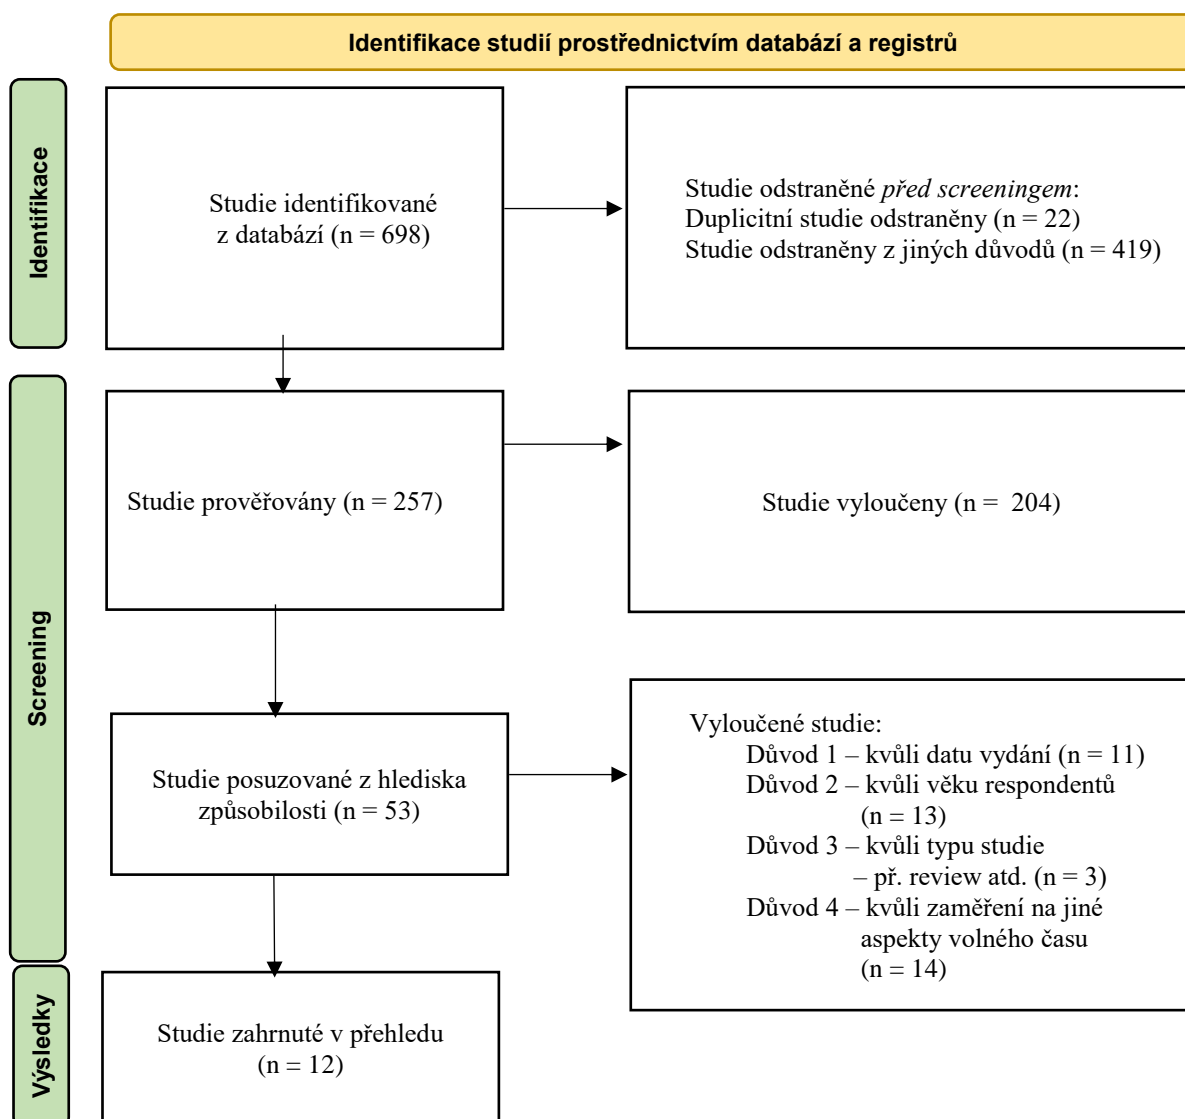 Identifikace studií prostřednictvím databází a registrů
Identifikace
Studie identifikované
z databází (n = 698)
Studie odstraněné před screeningem:
Duplicitní studie odstraněny (n = 22)
Studie odstraněny z jiných důvodů (n = 419)
Screening
Studie prověřovány (n = 257)
Studie vyloučeny (n =  204)
Studie posuzované z hlediska
způsobilosti (n = 53)
Vyloučené studie:
Důvod 1 – kvůli datu vydání (n = 11)
Důvod 2 – kvůli věku respondentů
(n = 13)
Důvod 3 – kvůli typu studie
– př. review atd. (n = 3)
Důvod 4 – kvůli zaměření na jiné
aspekty volného času
(n = 14)
Výsledky
Studie zahrnuté v přehledu
(n = 12)